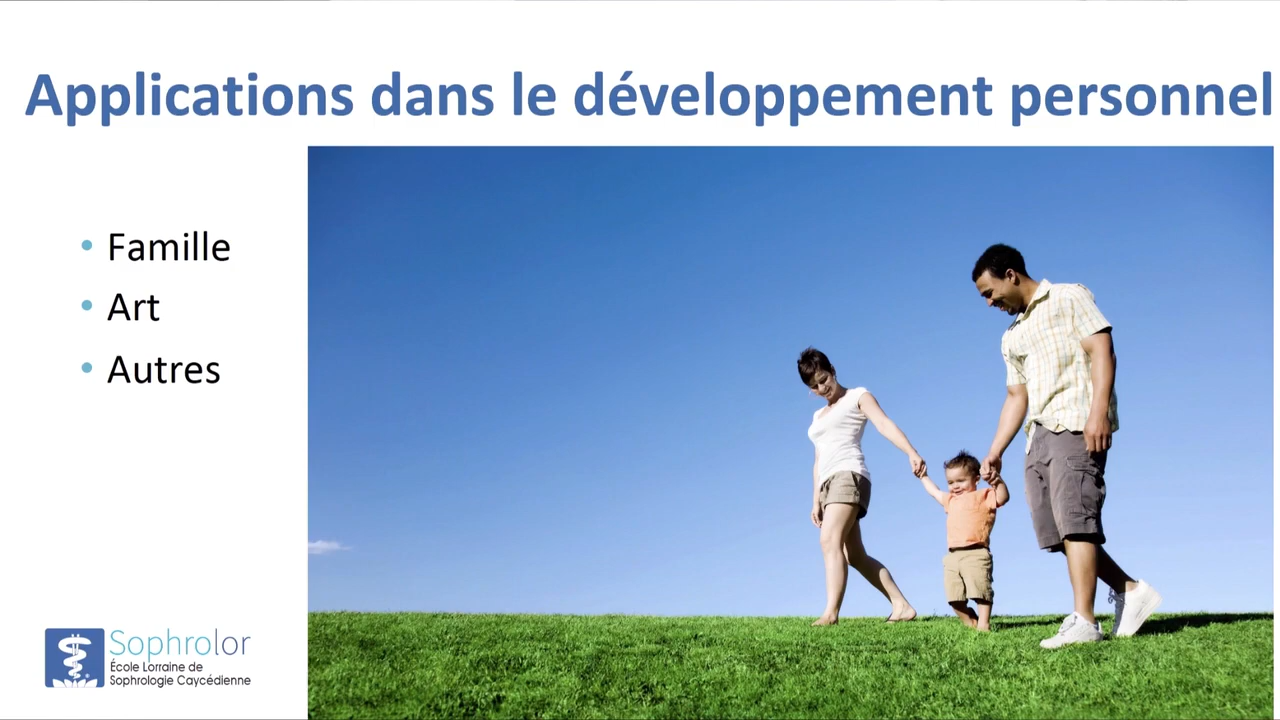 Applications dans le développement personnel
• Famille
• Art
• Autres
Sophrolor
École Lorraine de
Sophrologie Caycédienne